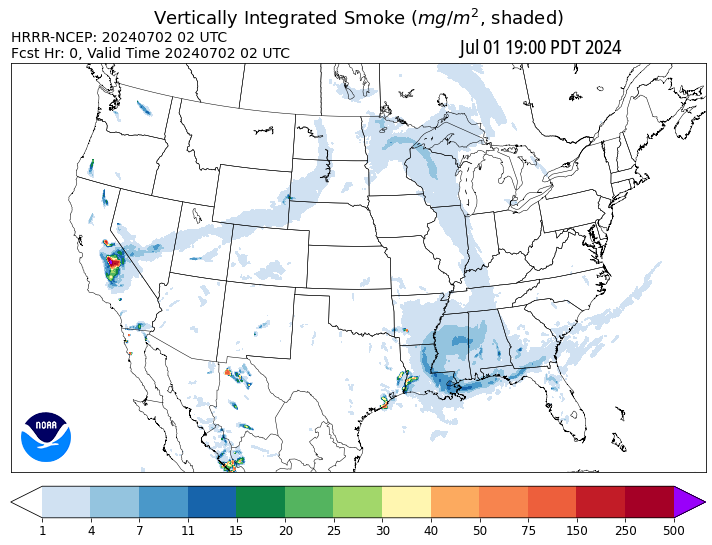 Vertically Integrated Smoke (mg/m², shaded)
HRRR-NCEP: 20240702 02 UTC
Fcst Hr: 0, Valid Time 20240702 02 UTC
Jul 01 19:00 PDT 2024
NOAA
1 4 7 11 15 20 25 30 40 50 75 150 250 500